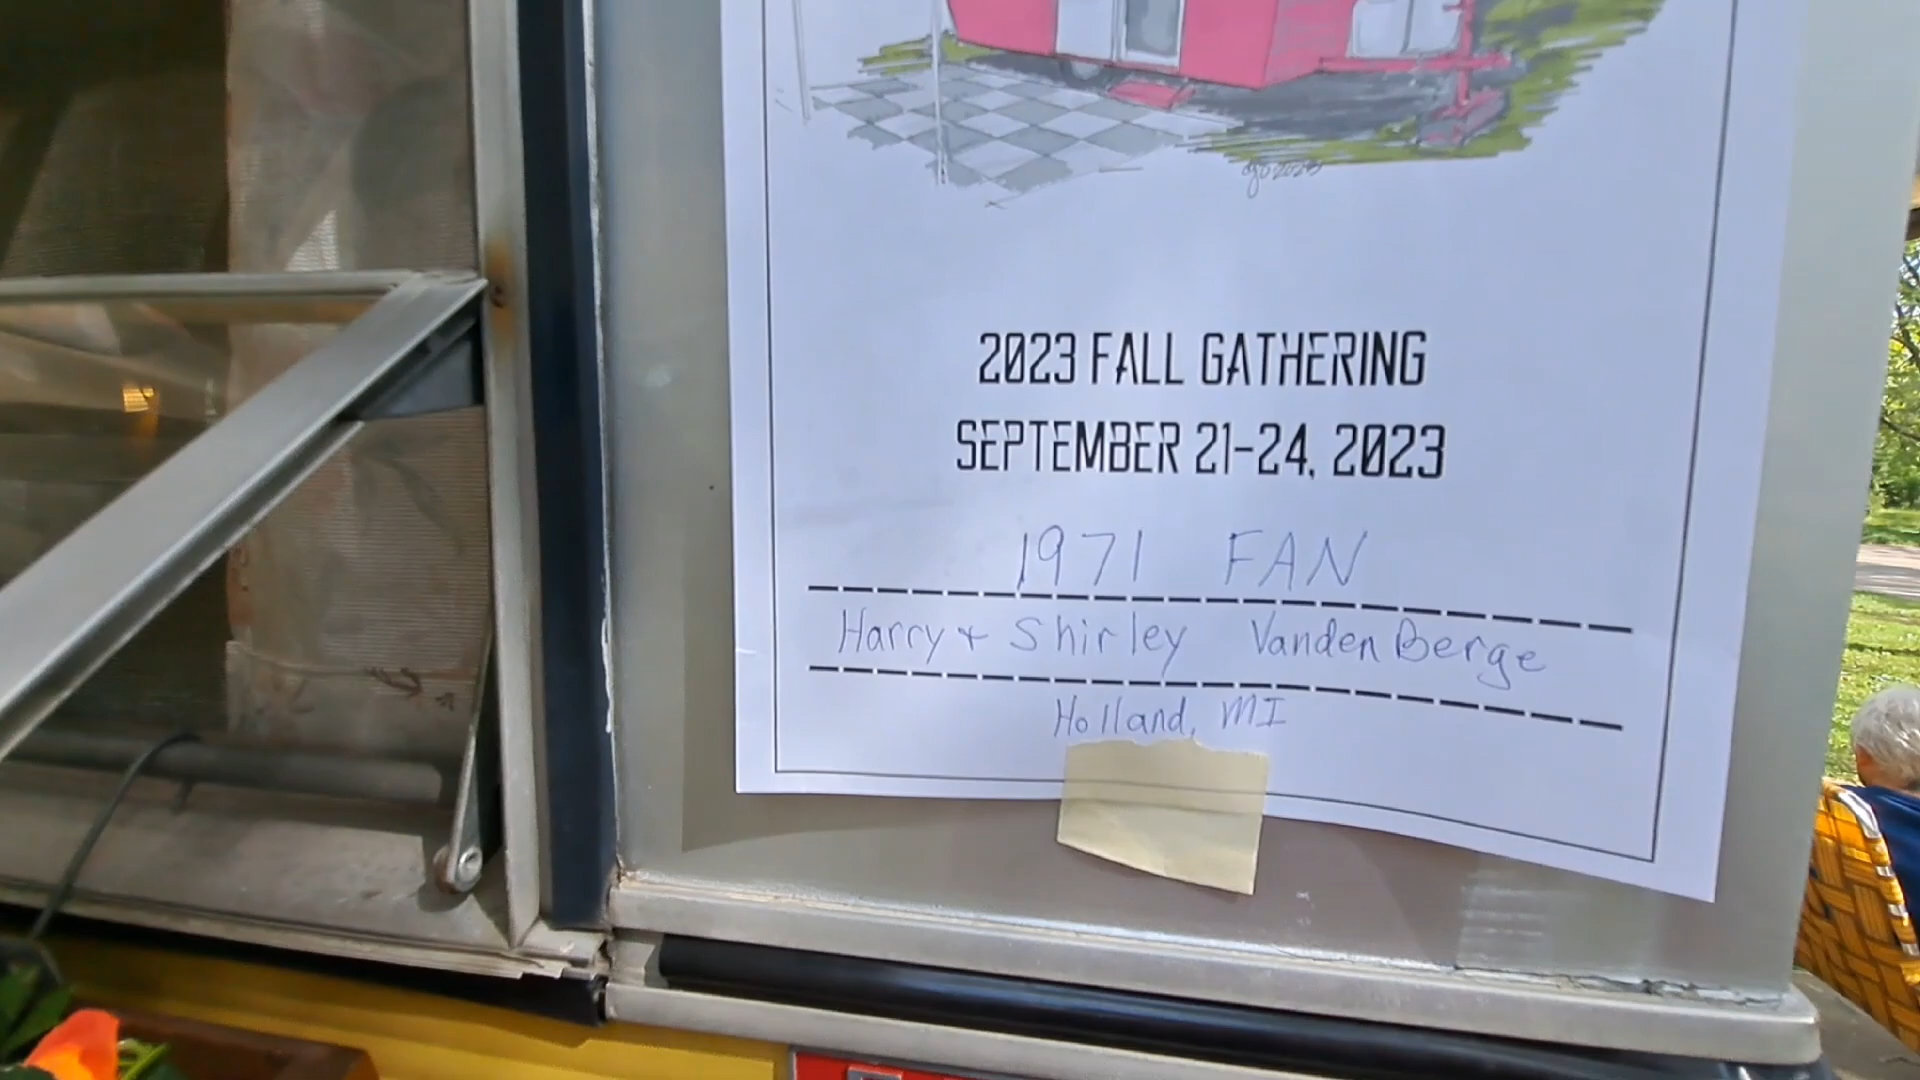 2023 FALL GATHERING
SEPTEMBER 21-24, 2023
1971 FAN
Harry + Shirley VandenBerge
Holland, MI